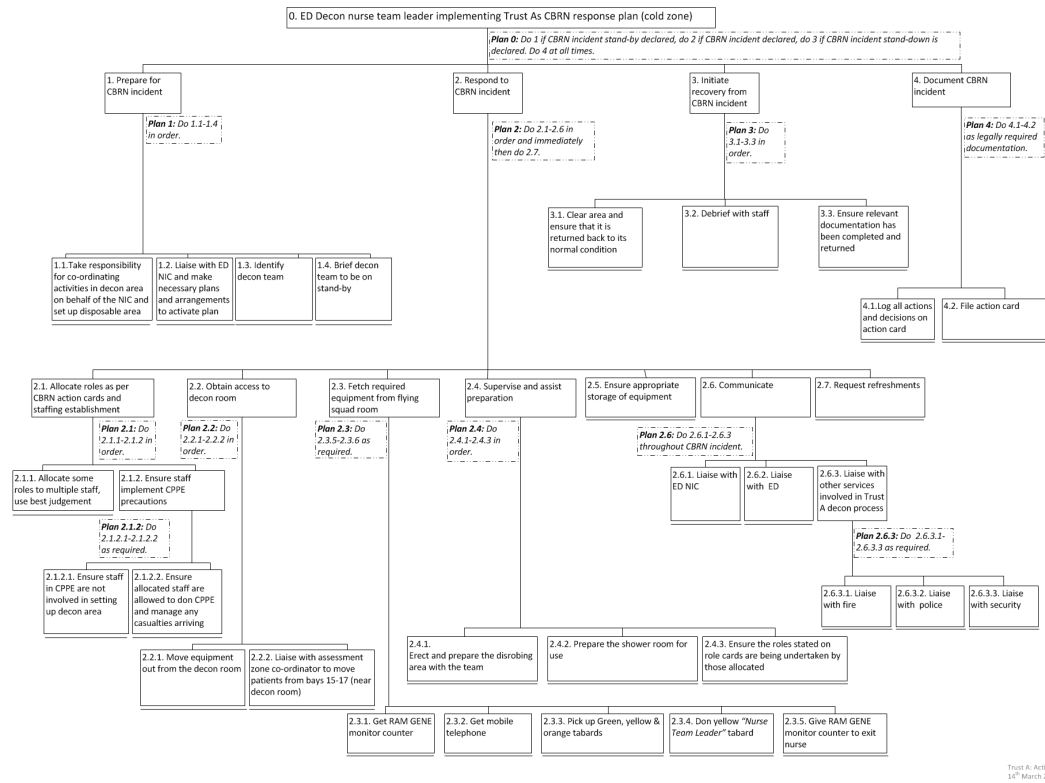 0. ED Decon nurse team leader implementing Trust As CBRN response plan (cold zone)
Plan 0: Do 1 if CBRN incident stand-by declared, do 2 if CBRN incident declared, do 3 if CBRN incident stand-down is
declared. Do 4 at all times.
1. Prepare for
CBRN incident
2. Respond to
CBRN incident
3. Initiate
recovery from
CBRN incident
4. Document CBRN
incident
Plan 1: Do 1.1-1.4
in order.
Plan 2: Do 2.1-2.6 in
order and immediately
then do 2.7.
Plan 3: Do
3.1-3.3 in
order.
Plan 4: Do 4.1-4.2
as legally required
documentation.
3.1. Clear area and
ensure that it is
returned back to its
normal condition
3.2. Debrief with staff
3.3. Ensure relevant
documentation has
been completed and
returned
1.1.Take responsibility
for co-ordinating
activities in decon area
on behalf of the NIC and
set up disposable area
1.2. Liaise with ED
NIC and make
necessary plans
and arrangements
to activate plan
1.3. Identify
decon team
1.4. Brief decon
team to be on
stand-by
4.1.Log all actions
and decisions on
action card
4.2. File action card
2.1. Allocate roles as per
CBRN action cards and
staffing establishment
2.2. Obtain access to
decon room
2.3. Fetch required
equipment from flying
squad room
2.4. Supervise and assist
preparation
2.5. Ensure appropriate
storage of equipment
2.6. Communicate
2.7. Request refreshments
Plan 2.1: Do
2.1.1-2.1.2 in
order.
Plan 2.2: Do
2.2.1-2.2.2 in
order.
Plan 2.3: Do
2.3.5-2.3.6 as
required.
Plan 2.4: Do
2.4.1-2.4.3 in
order.
Plan 2.6: Do 2.6.1-2.6.3
throughout CBRN incident.
2.1.1. Allocate some
roles to multiple staff,
use best judgement
2.1.2. Ensure staff
implement CPPE
precautions
2.6.1. Liaise with
ED NIC
2.6.2. Liaise
with ED
2.6.3. Liaise with
other services
involved in Trust
A decon process
Plan 2.1.2: Do
2.1.2.1-2.1.2.2
as required.
Plan 2.6.3: Do 2.6.3.1-
2.6.3.3 as required.
2.1.2.1. Ensure staff
in CPPE are not
involved in setting
up decon area
2.1.2.2. Ensure
allocated staff are
allowed to don CPPE
and manage any
casualties arriving
2.6.3.1. Liaise
with fire
2.6.3.2. Liaise
with police
2.6.3.3. Liaise
with security
2.4.1.
Erect and prepare the disrobing
area with the team
2.4.2. Prepare the shower room for
use
2.4.3. Ensure the roles stated on
role cards are being undertaken by
those allocated
2.2.1. Move equipment
out from the decon room
2.2.2. Liaise with assessment
zone co-ordinator to move
patients from bays 15-17 (near
decon room)
2.3.1. Get RAM GENE
monitor counter
2.3.2. Get mobile
telephone
2.3.3. Pick up Green, yellow &
orange tabards
2.3.4. Don yellow "Nurse
Team Leader" tabard
2.3.5. Give RAM GENE
monitor counter to exit
nurse
Trust A: Acti
14th March 2